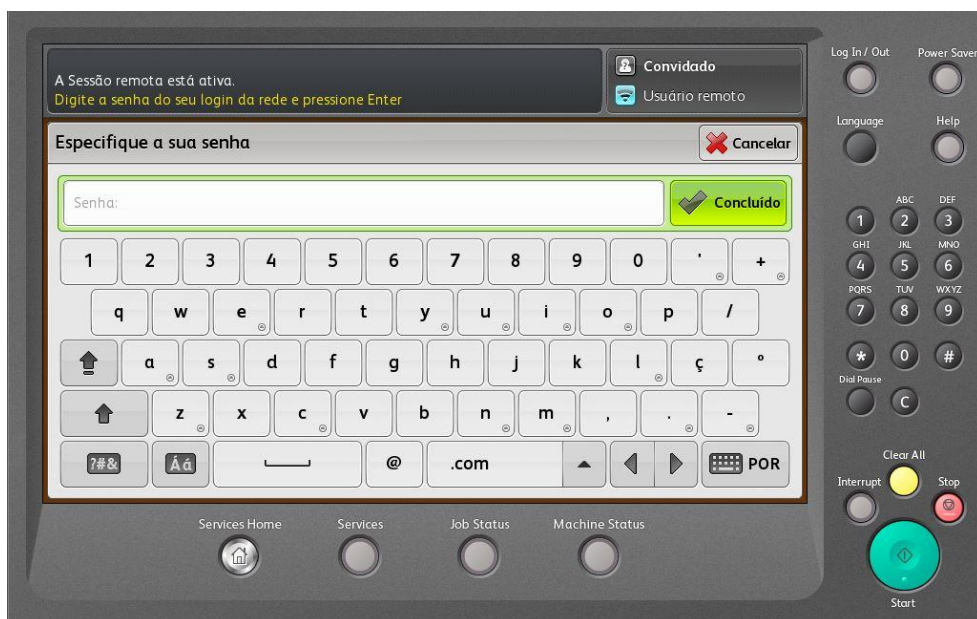 A Sessão remota está ativa.
Digite a senha do seu login da rede e pressione Enter
Convidado
Usuário remoto
Especifique a sua senha
Cancelar
Senha:
Concluído
1 2 3 4 5 6 7 8 9 0 ' +
q w e r t y u i o p /
a s d f g h j k l ç º
z x c v b n m , . -
?#& Áá @ .com POR
Services Home Services Job Status Machine Status
Log In / Out Power Saver
Language Help
ABC DEF
1 2 3
GHI JKL MNO
4 5 6
PQRS TUV WXYZ
7 8 9
* 0 #
Dial Pause
C
Clear All
Interrupt Stop
Start